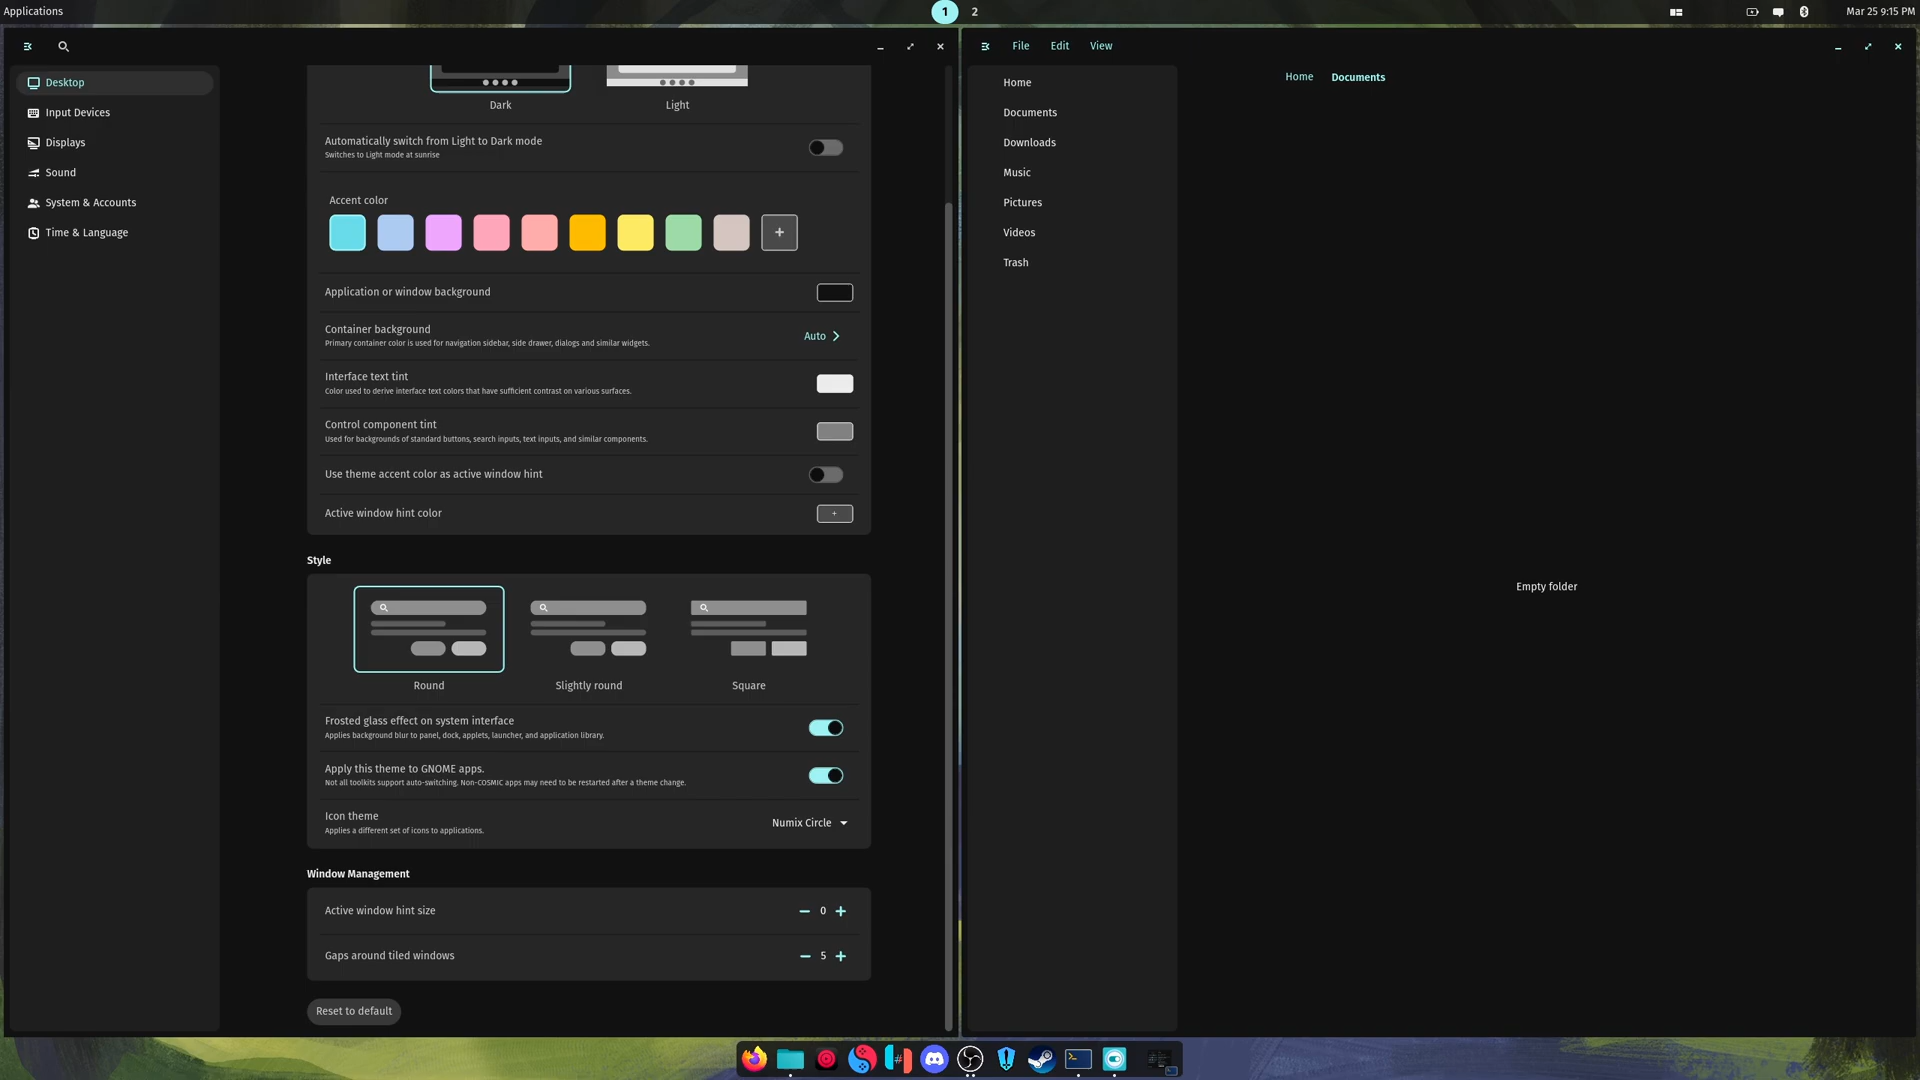 Applications
1
2
Mar 25 9:15 PM
Desktop
Input Devices
Displays
Sound
System & Accounts
Time & Language
Dark
Light
Automatically switch from Light to Dark mode
Switches to Light mode at sunrise
Accent color
Application or window background
Container background
Primary container color is used for navigation sidebar, side drawer, dialogs and similar widgets.
Auto
Interface text tint
Color used to derive interface text colors that have sufficient contrast on various surfaces.
Control component tint
Used for backgrounds of standard buttons, search inputs, text inputs, and similar components.
Use theme accent color as active window hint
Active window hint color
Style
Round
Slightly round
Square
Frosted glass effect on system interface
Applies background blur to panel, dock, applets, launcher, and application library.
Apply this theme to GNOME apps.
Not all toolkits support auto-switching. Non-COSMIC apps may need to be restarted after a theme change.
Icon theme
Applies a different set of icons to applications.
Numix Circle
Window Management
Active window hint size
0
Gaps around tiled windows
5
Reset to default
File
Edit
View
Home
Documents
Downloads
Music
Pictures
Videos
Trash
Home
Documents
Empty folder